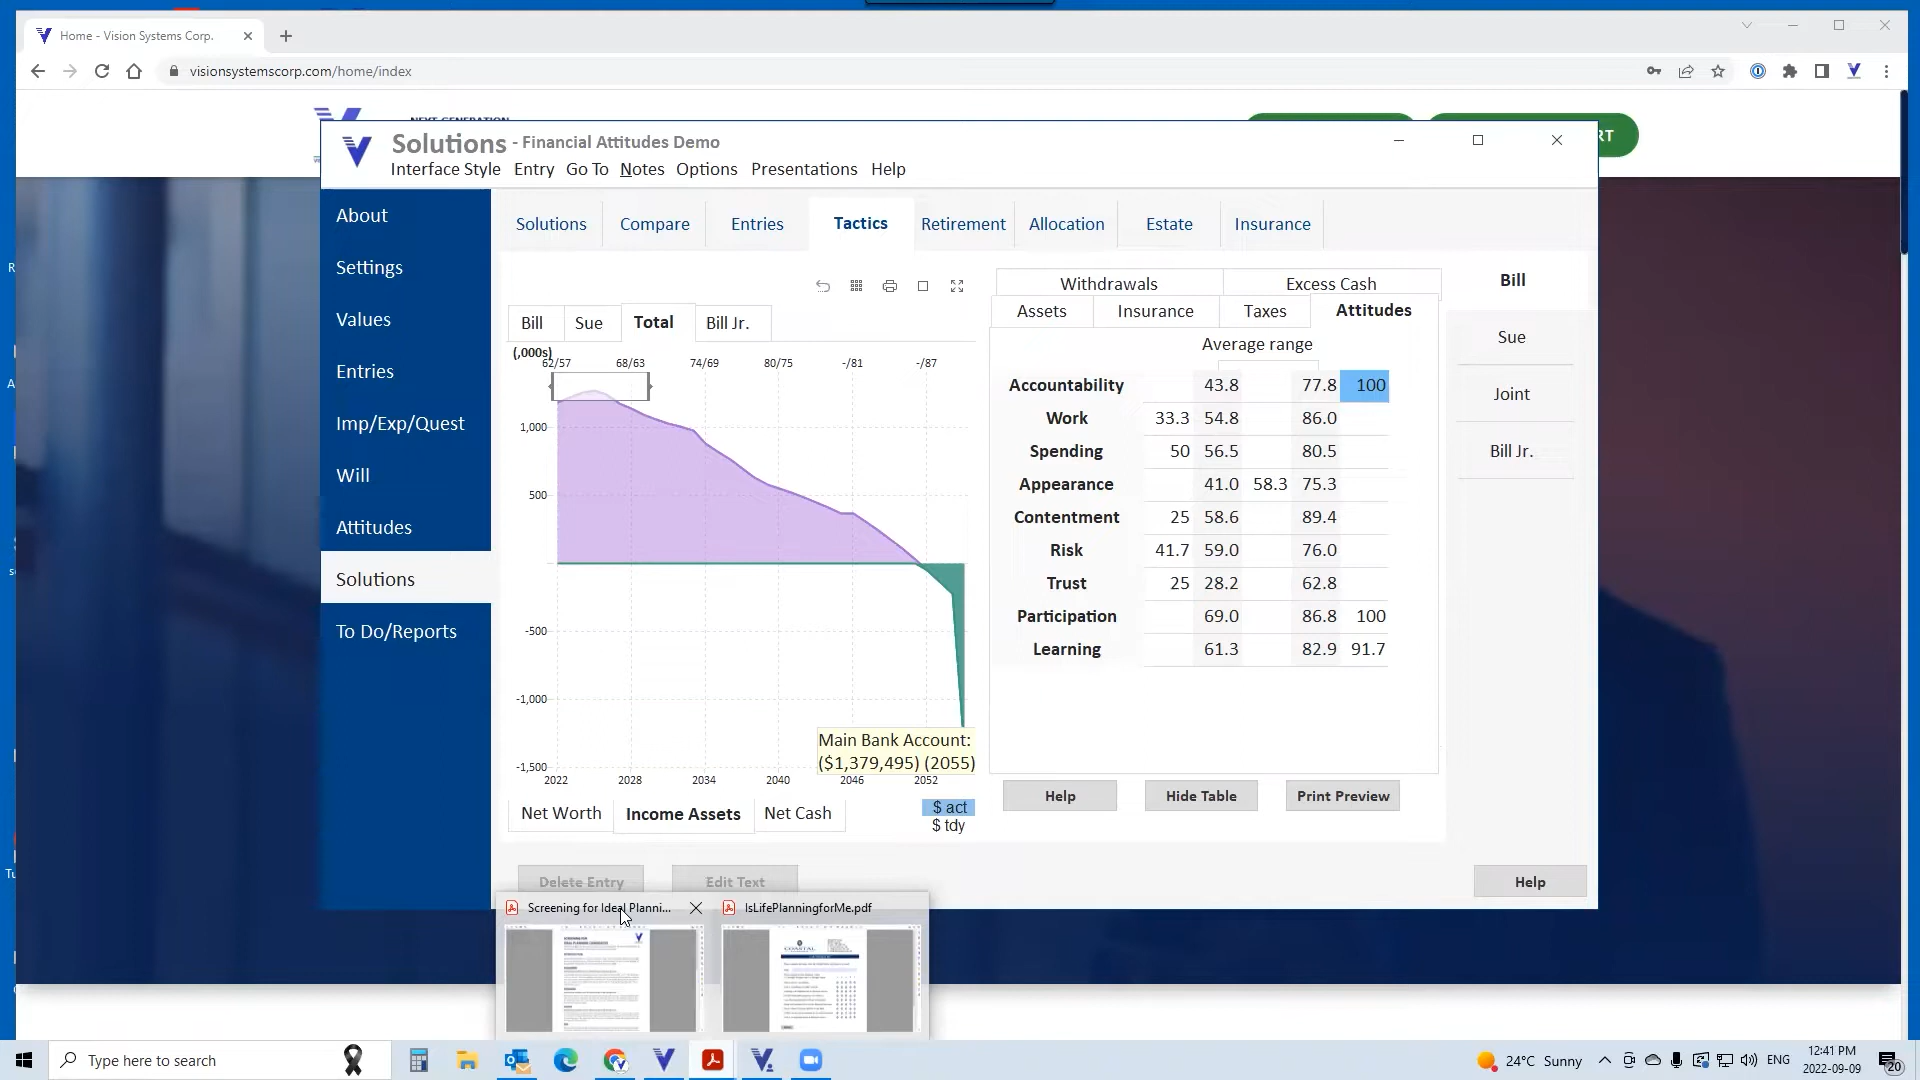 Home - Vision Systems Corp.
visionsystemscorp.com/home/index
NEXT GENERATION
RT
Solutions - Financial Attitudes Demo
Interface Style Entry Go To Notes Options Presentations Help
About
Settings
Values
Entries
Imp/Exp/Quest
Will
Attitudes
Solutions
To Do/Reports
Solutions Compare Entries Tactics Retirement Allocation Estate Insurance
Bill Sue Total Bill Jr.
(,000s)
62/57 68/63 74/69 80/75 -/81 -/87
1,000
500
-500
-1,000
-1,500
2022 2028 2034 2040 2046 2052
Main Bank Account:
($1,379,495) (2055)
Net Worth Income Assets Net Cash
$ act
$ tdy
Withdrawals Excess Cash
Assets Insurance Taxes Attitudes
Average range
Accountability 43.8 77.8 100
Work 33.3 54.8 86.0
Spending 50 56.5 80.5
Appearance 41.0 58.3 75.3
Contentment 25 58.6 89.4
Risk 41.7 59.0 76.0
Trust 25 28.2 62.8
Participation 69.0 86.8 100
Learning 61.3 82.9 91.7
Help Hide Table Print Preview
Bill
Sue
Joint
Bill Jr.
Delete Entry Edit Text Help
Screening for Ideal Planni... IsLifePlanningforMe.pdf
COASTAL
Type here to search
24°C Sunny
ENG
12:41 PM
2022-09-09
20